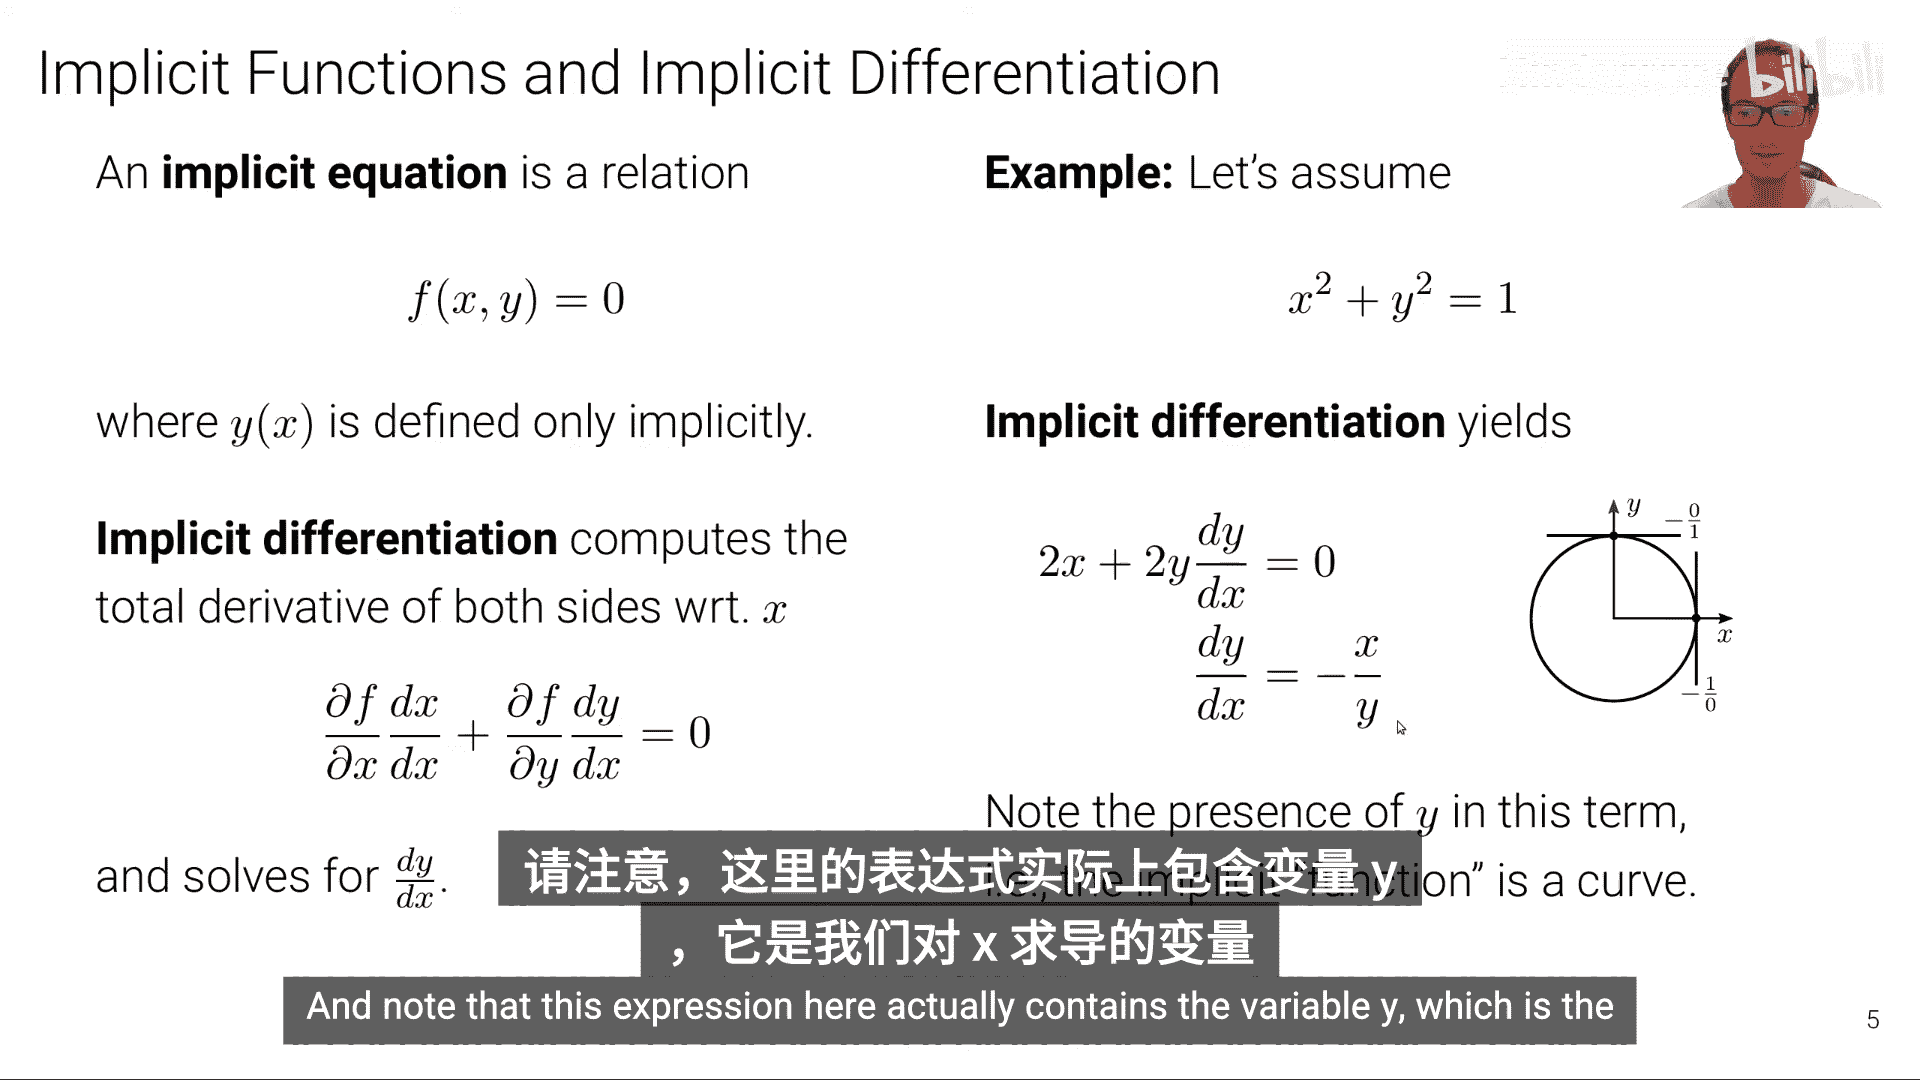 Implicit Functions and Implicit Differentiation
bilibili
An implicit equation is a relation
f(x, y) = 0
where y(x) is defined only implicitly.
Implicit differentiation computes the
total derivative of both sides wrt. x
∂f/∂x dx/dx + ∂f/∂y dy/dx = 0
and solves for dy/dx.
Example: Let's assume
x² + y² = 1
Implicit differentiation yields
2x + 2y dy/dx = 0
dy/dx = −x/y
y
−0/1
x
−1/0
Note the presence of y in this term,
i.e., the implicit "function" is a curve.
请注意，这里的表达式实际上包含变量 y
，它是我们对 x 求导的变量
And note that this expression here actually contains the variable y, which is the
5